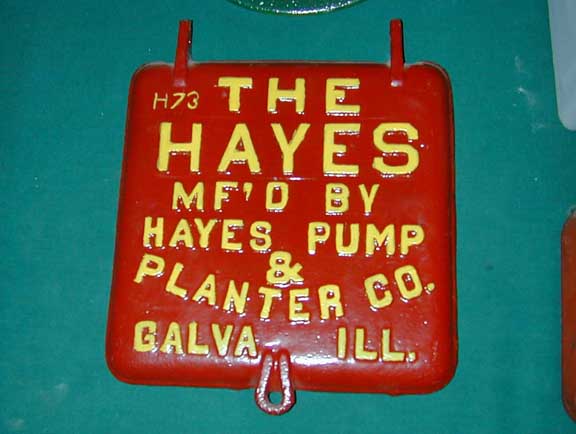 H73 THE
HAYES
MF'D BY
HAYES PUMP
&
PLANTER CO.
GALVA ILL.